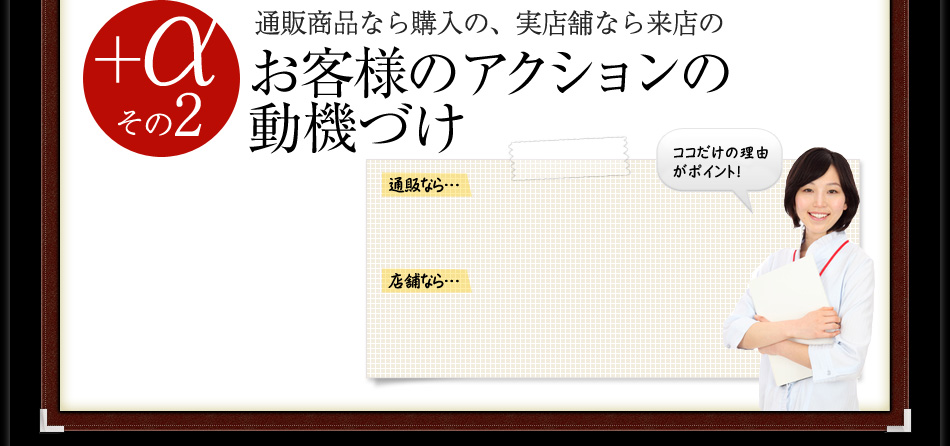 +α
その2
通販商品なら購入の、実店舗なら来店の
お客様のアクションの
動機づけ
ココだけの理由
がポイント!
通販なら…
店舗なら…